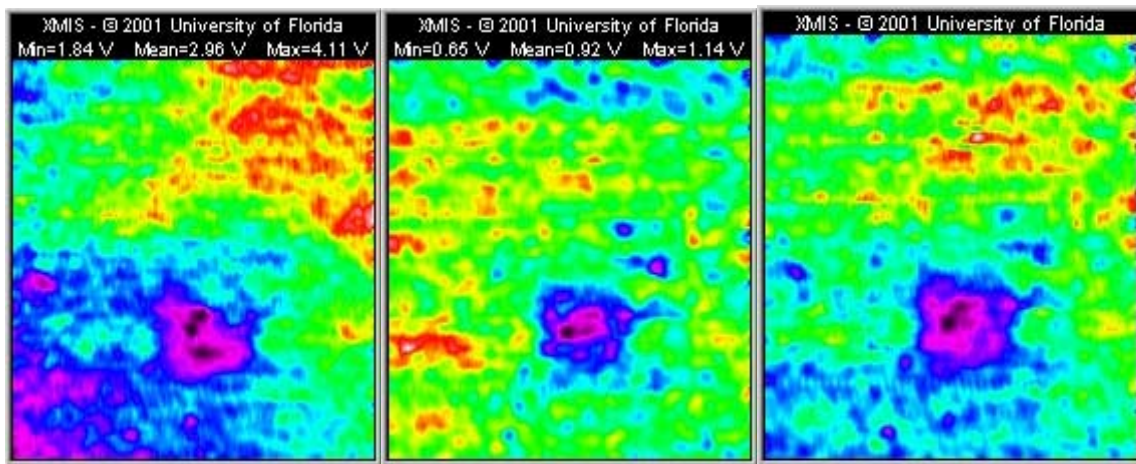 XMIS - © 2001 University of Florida
Min=1.84 V Mean=2.96 V Max=4.11 V
XMIS - © 2001 University of Florida
Min=0.65 V Mean=0.92 V Max=1.14 V
XMIS - © 2001 University of Florida